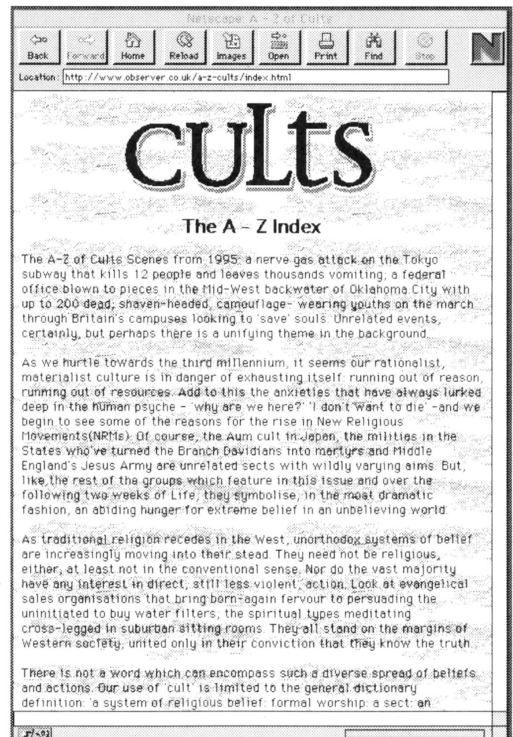 Netscape: A - Z of Cults
Back Forward Home Reload Images Open Print Find Stop
N
Location: http://www.observer.co.uk/a-z-cults/index.html
cuLts
The A - Z Index
The A-Z of Cults Scenes from 1995: a nerve gas attack on the Tokyo
subway that kills 12 people and leaves thousands vomiting; a federal
office blown to pieces in the Mid-West backwater of Oklahoma City with
up to 200 dead; shaven-headed, camouflage- wearing youths on the march
through Britain's campuses looking to 'save' souls. Unrelated events,
certainly, but perhaps there is a unifying theme in the background.
As we hurtle towards the third millennium, it seems our rationalist,
materialist culture is in danger of exhausting itself: running out of reason,
running out of resources. Add to this the anxieties that have always lurked
deep in the human psyche - 'why are we here?' 'I don't want to die' -and we
begin to see some of the reasons for the rise in New Religious
Movements(NRMs). Of course, the Aum cult in Japan, the militias in the
States who've turned the Branch Davidians into martyrs and Middle
England's Jesus Army are unrelated sects with wildly varying aims. But,
like the rest of the groups which feature in this issue and over the
following two weeks of Life, they symbolise, in the most dramatic
fashion, an abiding hunger for extreme belief in an unbelieving world.
As traditional religion recedes in the West, unorthodox systems of belief
are increasingly moving into their stead. They need not be religious,
either, at least not in the conventional sense. Nor do the vast majority
have any interest in direct, still less violent, action. Look at evangelical
sales organisations that bring born-again fervour to persuading the
uninitiated to buy water filters; the spiritual types meditating
cross-legged in suburban sitting rooms. They all stand on the margins of
Western society, united only in their conviction that they know the truth.
There is not a word which can encompass such a diverse spread of beliefs
and actions. Our use of 'cult' is limited to the general dictionary
definition: 'a system of religious belief: formal worship: a sect: an